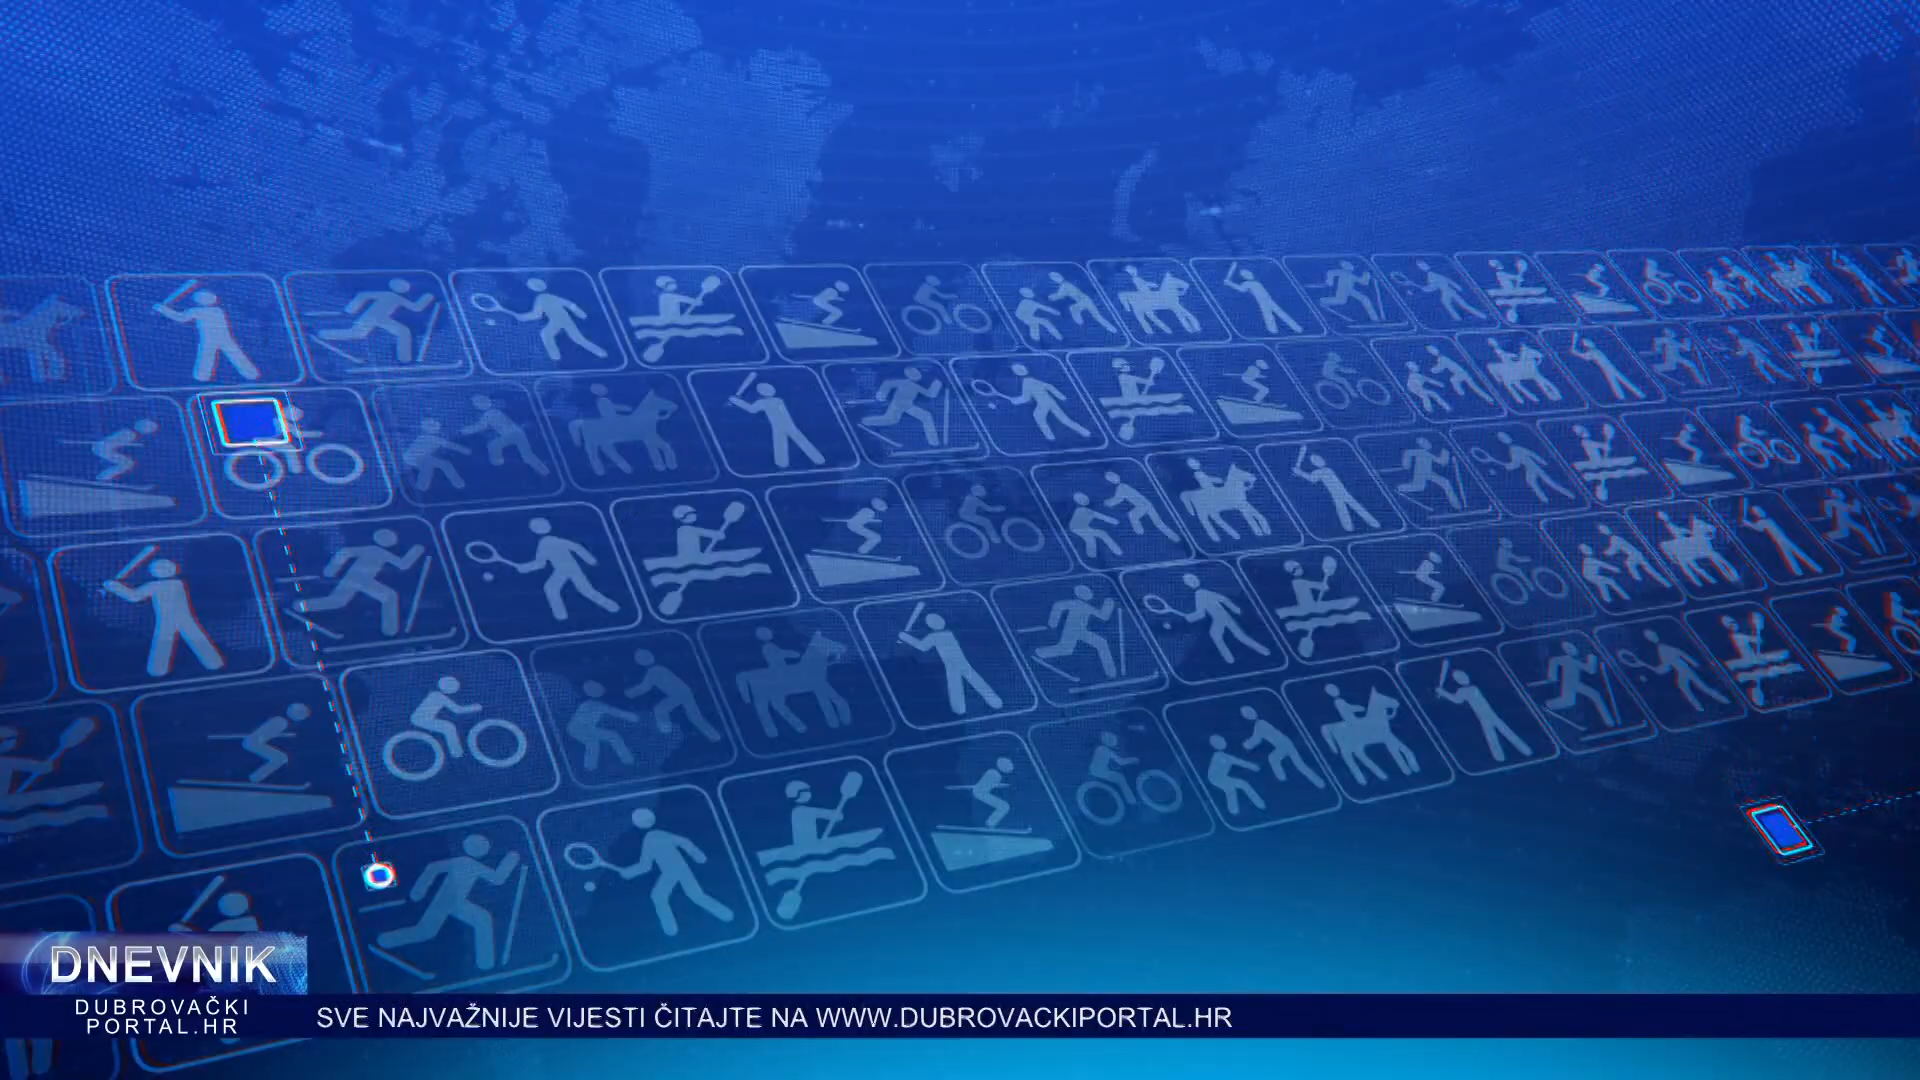 DNEVNIK
DUBROVAČKI
PORTAL.HR
SVE NAJVAŽNIJE VIJESTI ČITAJTE NA WWW.DUBROVACKIPORTAL.HR